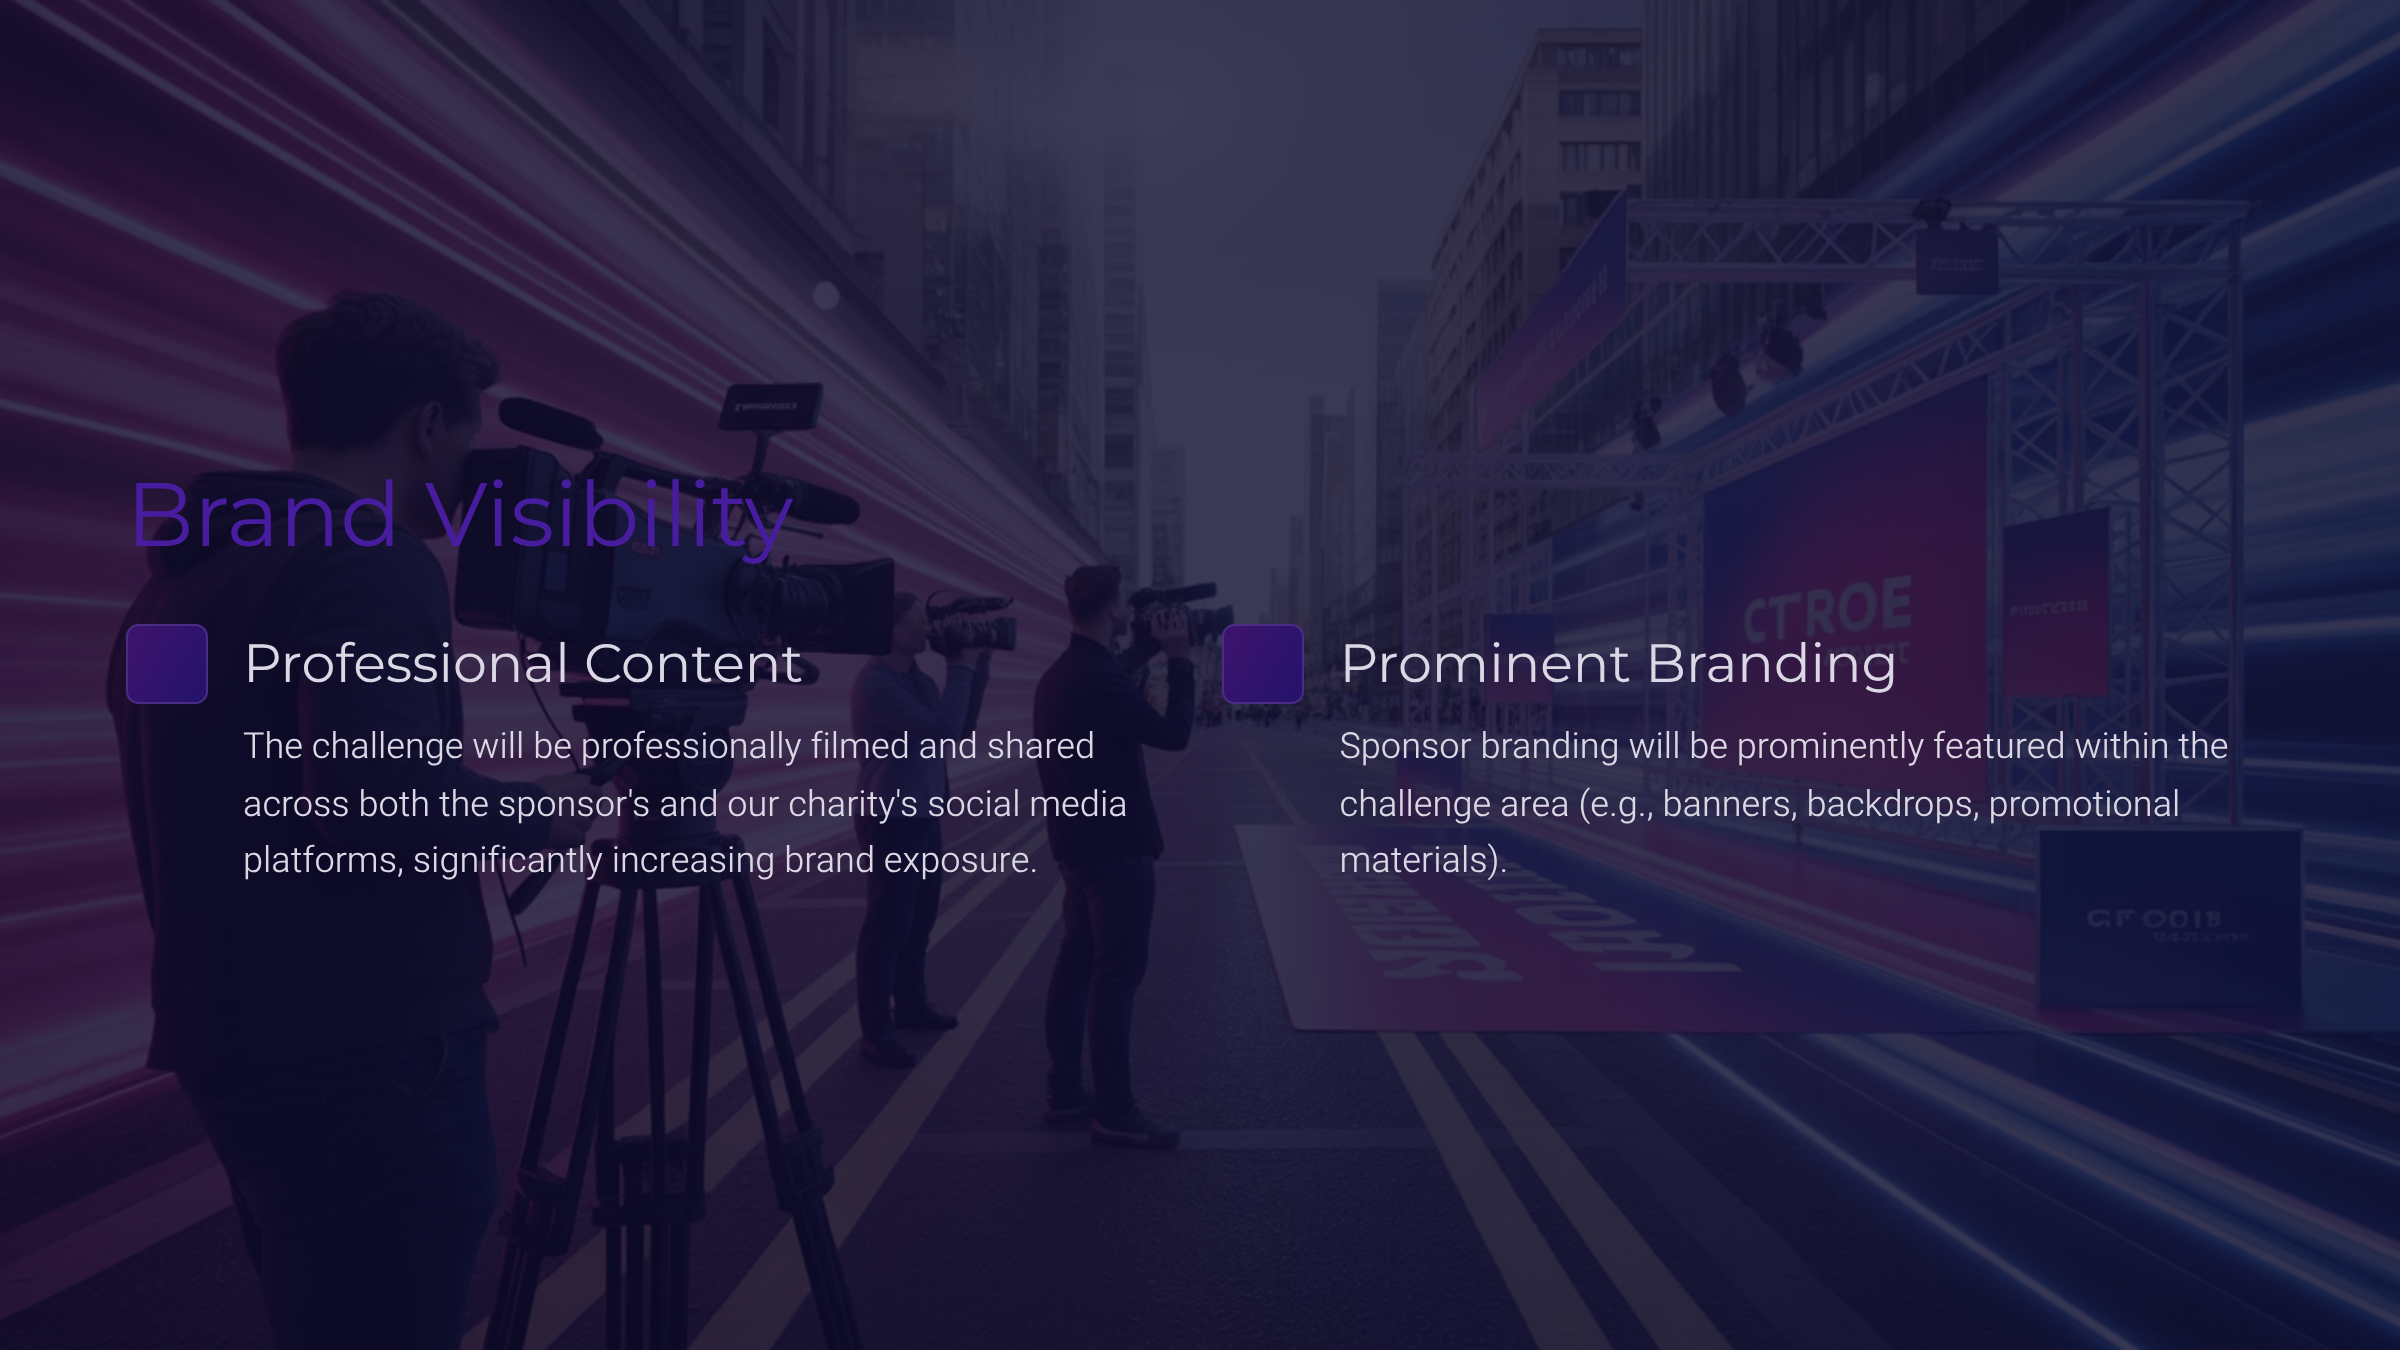 Brand Visibility
Professional Content
The challenge will be professionally filmed and shared
across both the sponsor's and our charity's social media
platforms, significantly increasing brand exposure.
Prominent Branding
Sponsor branding will be prominently featured within the
challenge area (e.g., banners, backdrops, promotional
materials).
CTROE